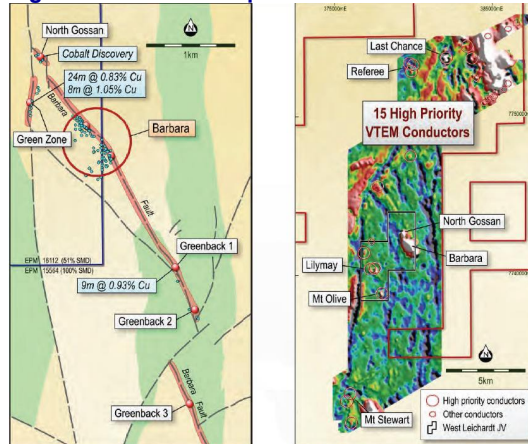 North Gossan
Cobalt Discovery
1km
24m @ 0.83% Cu
8m @ 1.05% Cu
Barbara
Barbara
Green Zone
Fault
Greenback 1
EPM 16112 (51% SMD)
EPM 15564 (100% SMD)
9m @ 0.93% Cu
Greenback 2
Barbara
Fault
Greenback 3
375000mE
385000mE
Last Chance
Referee
15 High Priority
VTEM Conductors
North Gossan
Barbara
Lilymay
Mt Olive
5km
Mt Stewart
High priority conductors
Other conductors
West Leichardt JV